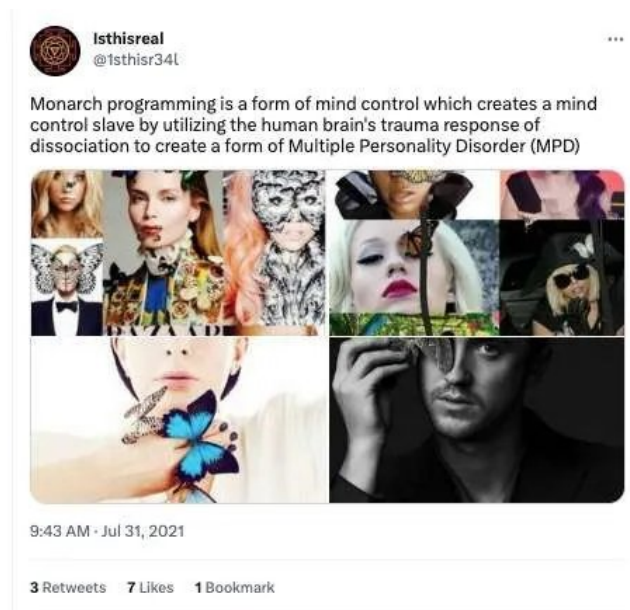 Isthisreal
@1sthisr34l
Monarch programming is a form of mind control which creates a mind
control slave by utilizing the human brain's trauma response of
dissociation to create a form of Multiple Personality Disorder (MPD)
9:43 AM · Jul 31, 2021
3 Retweets 7 Likes 1 Bookmark